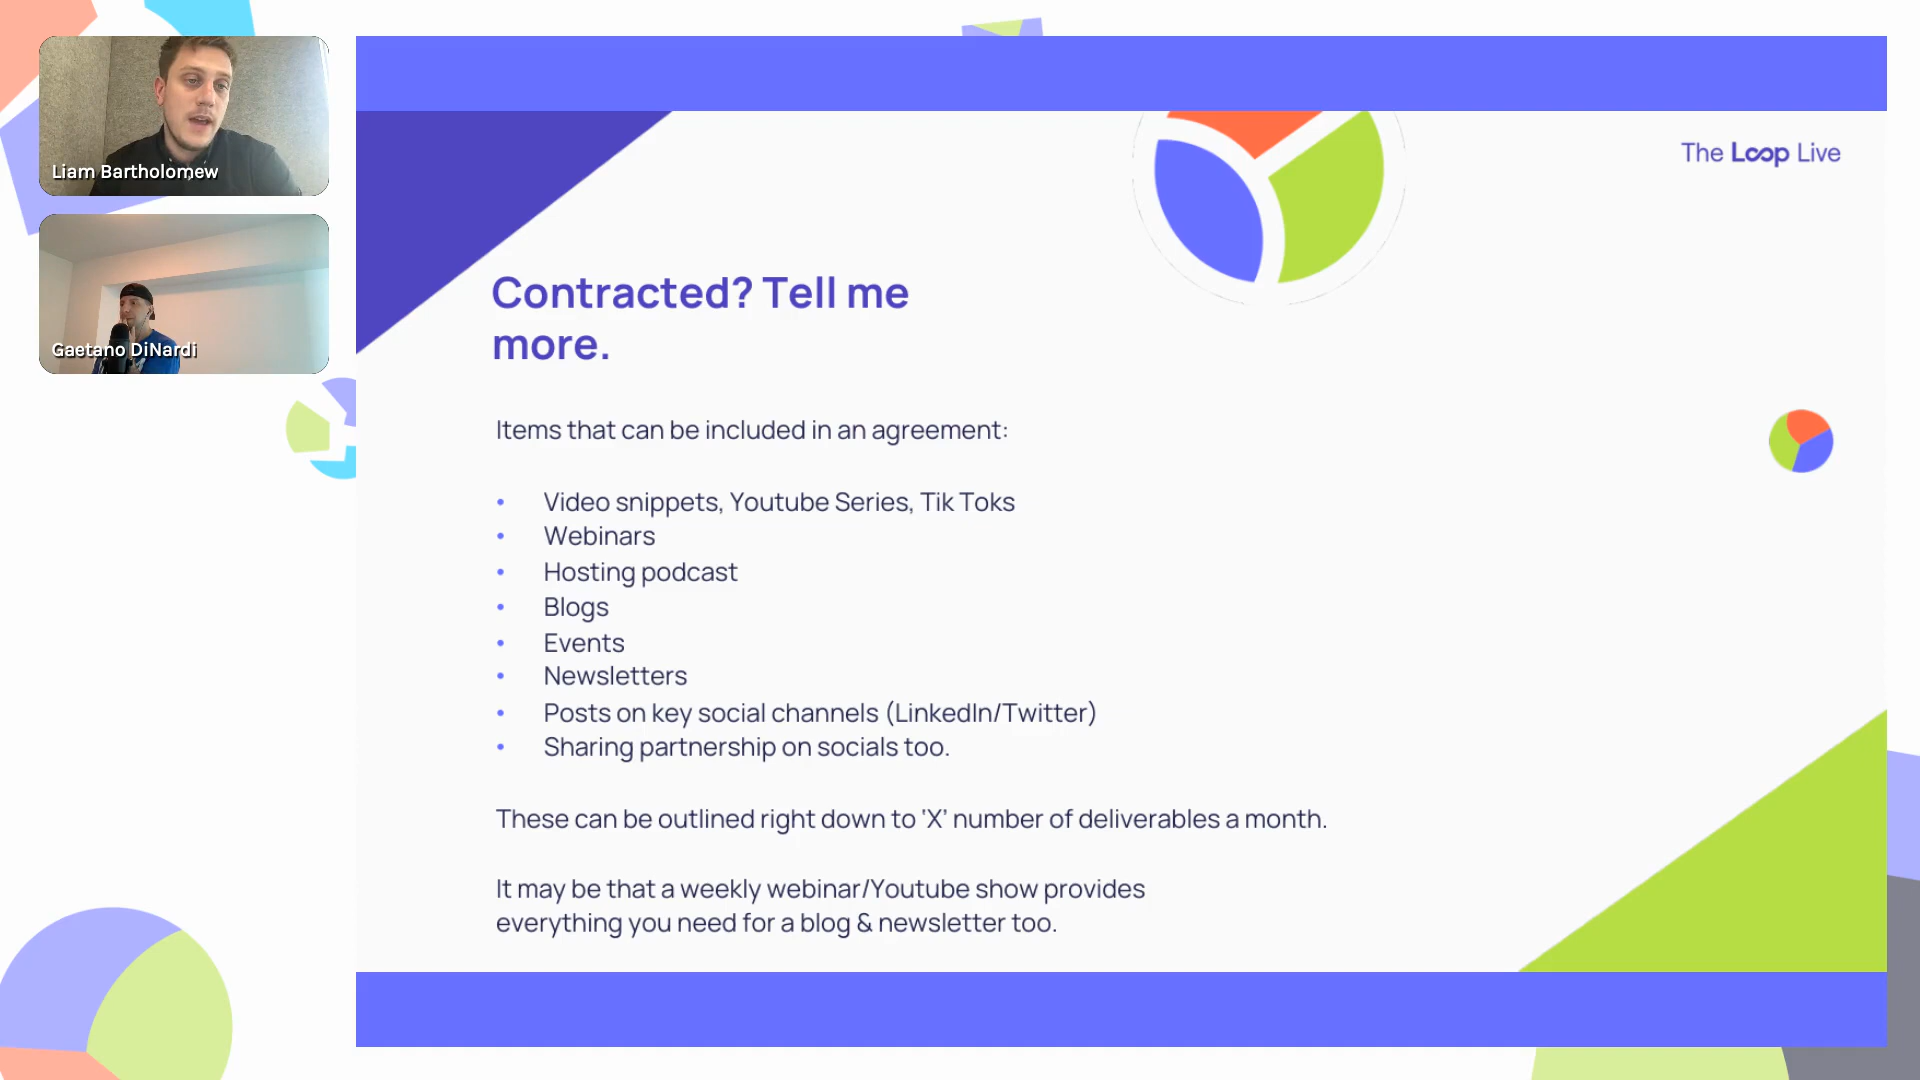 Liam Bartholomew
Gaetano DiNardi
The Loop Live
Contracted? Tell me
more.
Items that can be included in an agreement:
• Video snippets, Youtube Series, Tik Toks
• Webinars
• Hosting podcast
• Blogs
• Events
• Newsletters
• Posts on key social channels (LinkedIn/Twitter)
• Sharing partnership on socials too.
These can be outlined right down to ‘X’ number of deliverables a month.
It may be that a weekly webinar/Youtube show provides
everything you need for a blog & newsletter too.